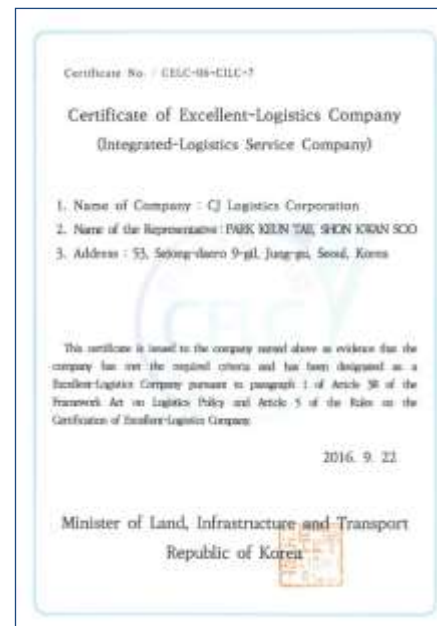 Certificate No. : CELC-06-CILC-7
Certificate of Excellent-Logistics Company
(Integrated-Logistics Service Company)
1. Name of Company : CJ Logistics Corporation
2. Name of the Representative : PARK KEUN TAE, SHON KWAN SOO
3. Address : 53, Sejong-daero 9-gil, Jung-gu, Seoul, Korea
CELC
This certificate is issued to the company named above as evidence that the
company has met the required criteria and has been designated as a
Excellent-Logistics Company pursuant to paragraph 1 of Article 38 of the
Framework Act on Logistics Policy and Article 5 of the Rules on the
Certification of Excellent-Logistics Company.
2016. 9. 22
Minister of Land, Infrastructure and Transport
Republic of Korea